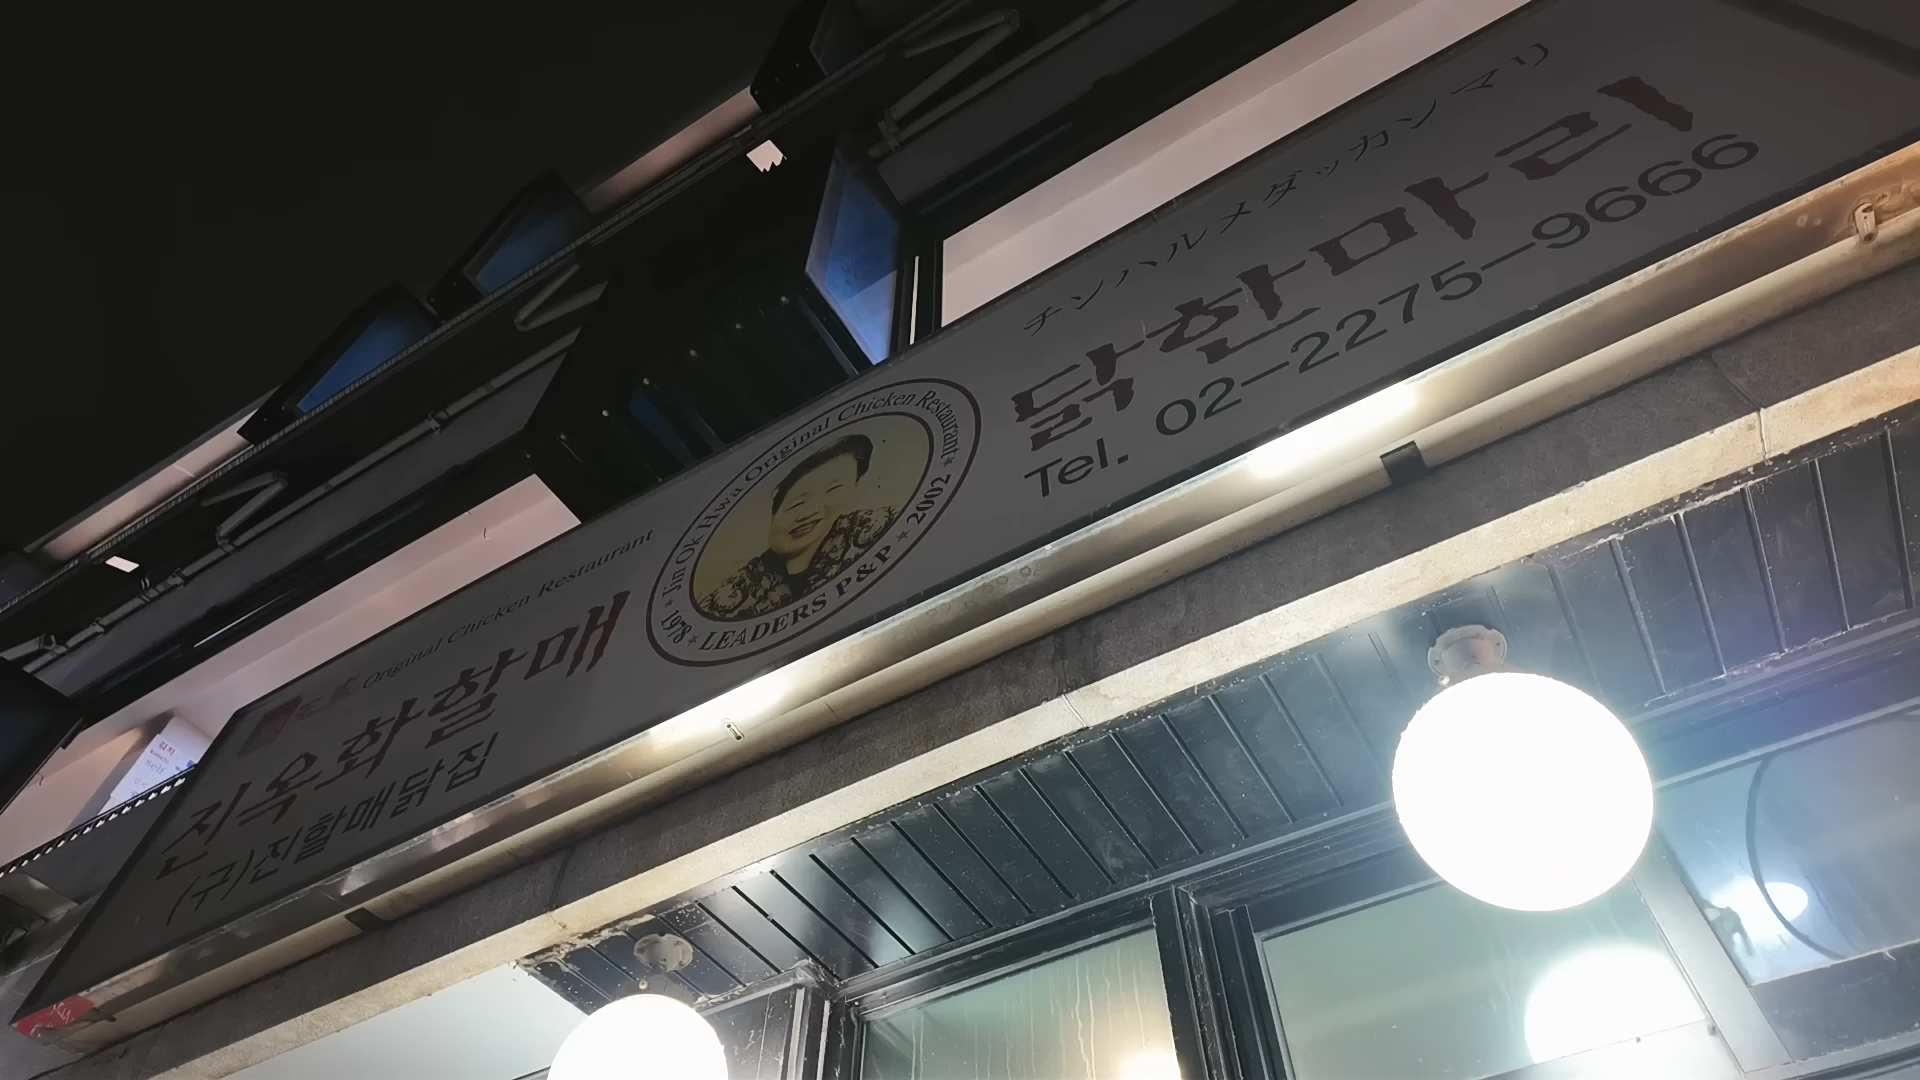 Original Chicken Restaurant
진옥화할매
(구)진할매닭집
Jin Ok Hwa Original Chicken Restaurant
1978 ★ LEADERS P&P ★ 2002
チンハルメダッカンマリ
닭한마리
Tel. 02-2275-9666